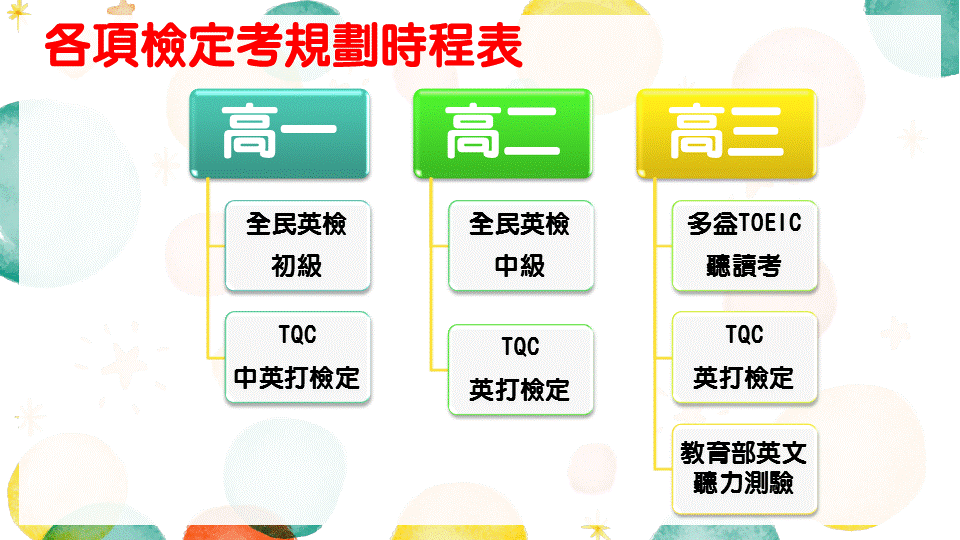 各項檢定考規劃時程表
高一
全民英檢
初級
TQC
中英打檢定
高二
全民英檢
中級
TQC
英打檢定
高三
多益TOEIC
聽讀考
TQC
英打檢定
教育部英文
聽力測驗